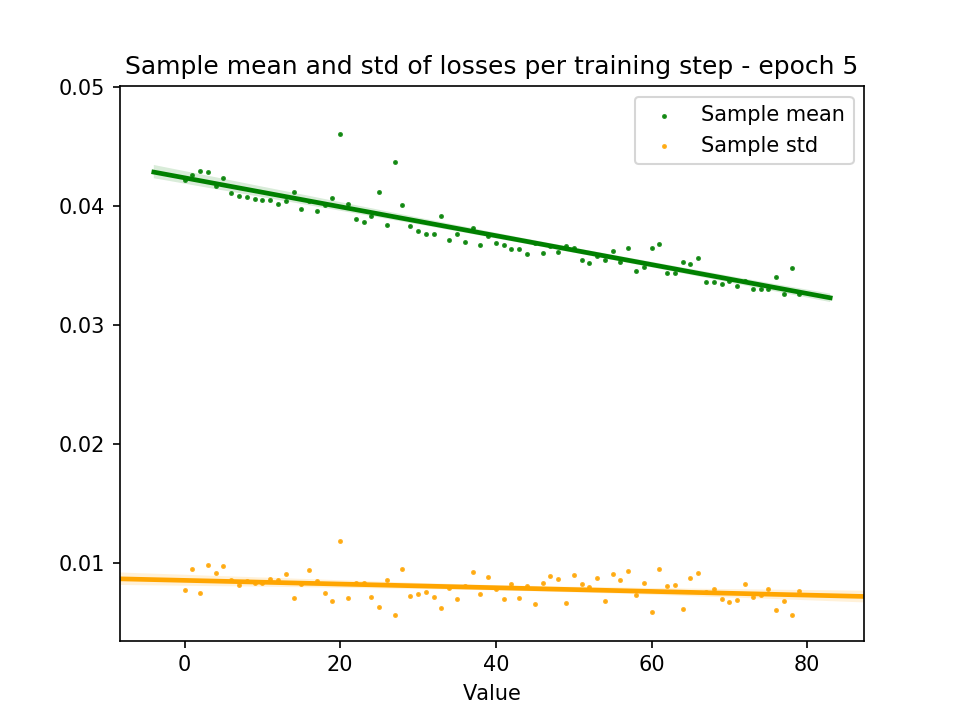 Sample mean and std of losses per training step - epoch 5
0.05
0.04
0.03
0.02
0.01
Sample mean
Sample std
0
20
40
60
80
Value